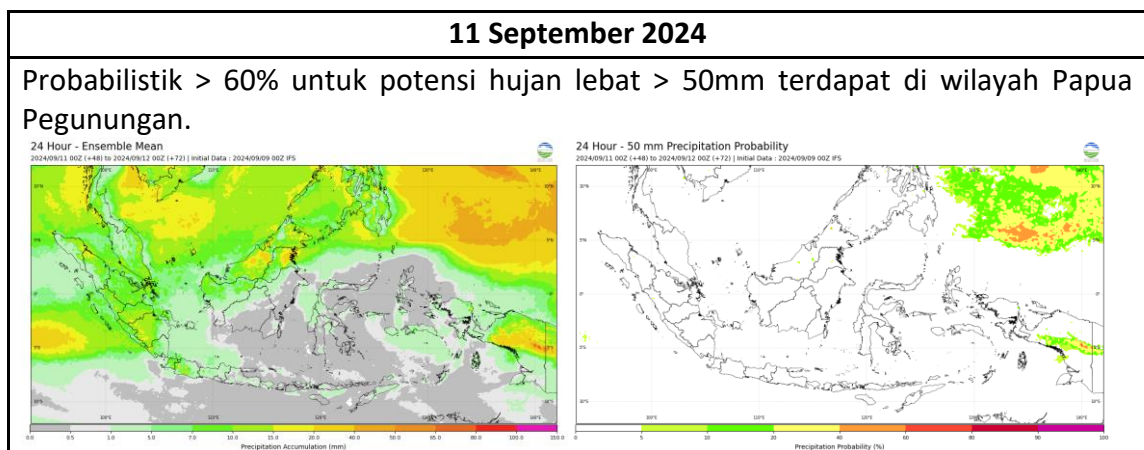 11 September 2024
Probabilistik > 60% untuk potensi hujan lebat > 50mm terdapat di wilayah Papua
Pegunungan.
24 Hour - Ensemble Mean
2024/09/11 00Z (+48) to 2024/09/12 00Z (+72) | Initial Data : 2024/09/09 00Z IFS
24 Hour - 50 mm Precipitation Probability
2024/09/11 00Z (+48) to 2024/09/12 00Z (+72) | Initial Data : 2024/09/09 00Z IFS
0.0 0.5 1.0 5.0 7.0 10.0 15.0 20.0 40.0 50.0 65.0 80.0 100.0 150.0
Precipitation Accumulation (mm)
0 5 10 20 40 60 80 90 100
Precipitation Probability (%)